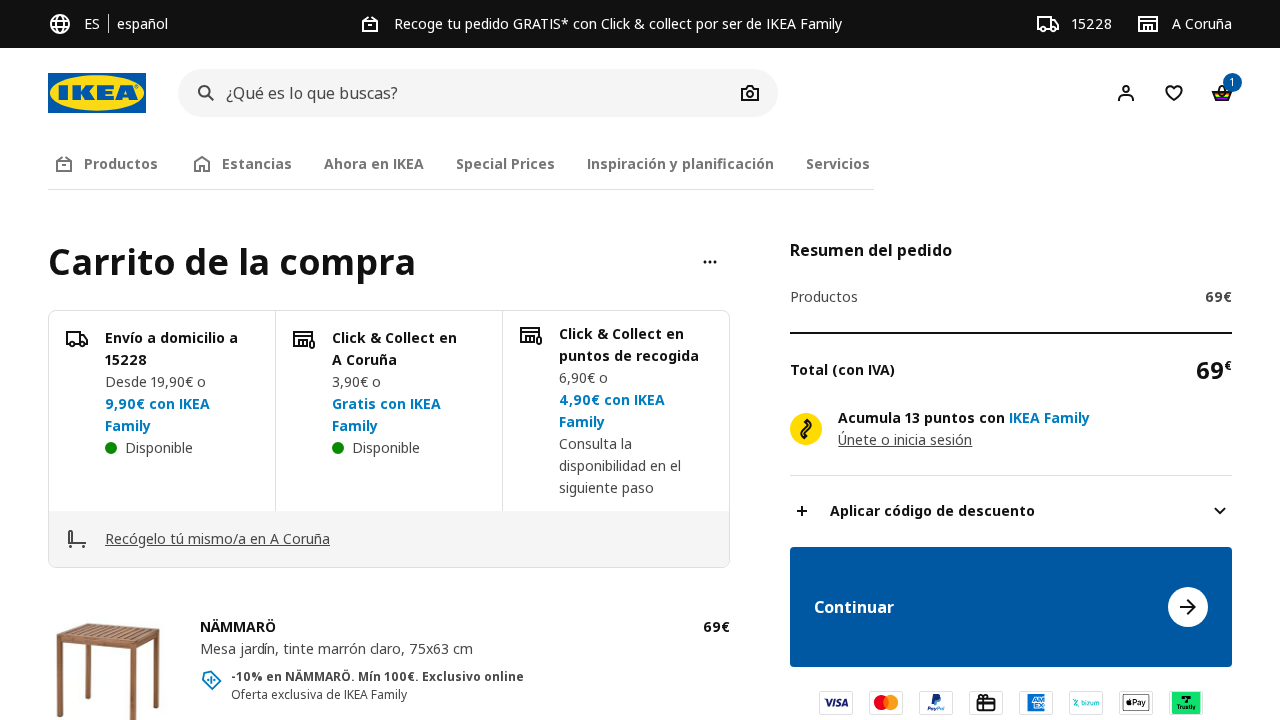 ES | español
Recoge tu pedido GRATIS* con Click & collect por ser de IKEA Family
15228
A Coruña
IKEA
¿Qué es lo que buscas?
1
Productos
Estancias
Ahora en IKEA
Special Prices
Inspiración y planificación
Servicios
Carrito de la compra
Envío a domicilio a
15228
Desde 19,90€ o
9,90€ con IKEA
Family
Disponible
Click & Collect en
A Coruña
3,90€ o
Gratis con IKEA
Family
Disponible
Click & Collect en
puntos de recogida
6,90€ o
4,90€ con IKEA
Family
Consulta la
disponibilidad en el
siguiente paso
Recógelo tú mismo/a en A Coruña
NÄMMARÖ
69€
Mesa jardín, tinte marrón claro, 75x63 cm
-10% en NÄMMARÖ. Mín 100€. Exclusivo online
Oferta exclusiva de IKEA Family
Resumen del pedido
Productos
69€
Total (con IVA)
69€
Acumula 13 puntos con IKEA Family
Únete o inicia sesión
Aplicar código de descuento
Continuar
VISA
PayPal
AM
EX
bizum
Pay
Trustly